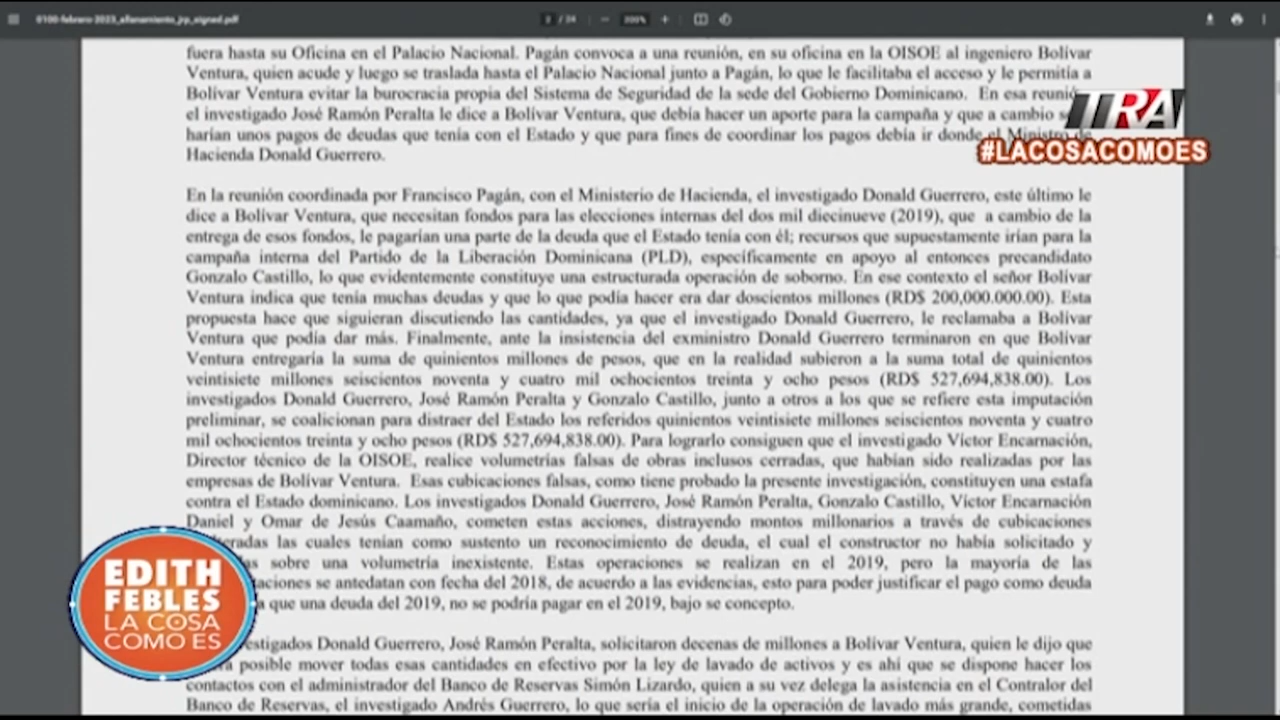 0100-febrero-2023_allanamiento_jrp_signed.pdf
2 / 24
200%
fuera hasta su Oficina en el Palacio Nacional. Pagán convoca a una reunión, en su oficina en la OISOE al ingeniero Bolívar
Ventura, quien acude y luego se traslada hasta el Palacio Nacional junto a Pagán, lo que le facilitaba el acceso y le permitía a
Bolívar Ventura evitar la burocracia propia del Sistema de Seguridad de la sede del Gobierno Dominicano. En esa
el investigado José Ramón Peralta le dice a Bolívar Ventura, que debía hacer un aporte para la campaña y que a cambio
harían unos pagos de deudas que tenía con el Estado y que para fines de coordinar los pagos debía ir donde el Ministro de
Hacienda Donald Guerrero.
TRA
#LACOSACOMOES
En la reunión coordinada por Francisco Pagán, con el Ministerio de Hacienda, el investigado Donald Guerrero, este último le
dice a Bolívar Ventura, que necesitan fondos para las elecciones internas del dos mil diecinueve (2019), que a cambio de la
entrega de esos fondos, le pagarían una parte de la deuda que el Estado tenía con él; recursos que supuestamente irían para la
campaña interna del Partido de la Liberación Dominicana (PLD), específicamente en apoyo al entonces precandidato
Gonzalo Castillo, lo que evidentemente constituye una estructurada operación de soborno. En ese contexto el señor Bolívar
Ventura indica que tenía muchas deudas y que lo que podía hacer era dar doscientos millones (RD$ 200,000.000.00). Esta
propuesta hace que siguieran discutiendo las cantidades, ya que el investigado Donald Guerrero, le reclamaba a Bolívar
Ventura que podía dar más. Finalmente, ante la insistencia del exministro Donald Guerrero terminaron en que Bolívar
Ventura entregaría la suma de quinientos millones de pesos, que en la realidad subieron a la suma total de quinientos
veintisiete millones seiscientos noventa y cuatro mil ochocientos treinta y ocho pesos (RD$ 527,694,838.00). Los
investigados Donald Guerrero, José Ramón Peralta y Gonzalo Castillo, junto a otros a los que se refiere esta imputación
preliminar, se coalicionan para distraer del Estado los referidos quinientos veintisiete millones seiscientos noventa y cuatro
mil ochocientos treinta y ocho pesos (RD$ 527,694,838.00). Para lograrlo consiguen que el investigado Víctor Encarnación,
Director técnico de la OISOE, realice volumetrías falsas de obras inclusos cerradas, que habían sido realizadas por las
empresas de Bolívar Ventura. Esas cubicaciones falsas, como tiene probado la presente investigación, constituyen una estafa
contra el Estado dominicano. Los investigados Donald Guerrero, José Ramón Peralta, Gonzalo Castillo, Víctor Encarnación
Daniel y Omar de Jesús Caamaño, cometen estas acciones, distrayendo montos millonarios a través de cubicaciones
las cuales tenían como sustento un reconocimiento de deuda, el cual el constructor no había solicitado y
sobre una volumetría inexistente. Estas operaciones se realizan en el 2019, pero la mayoría de las
se antedatan con fecha del 2018, de acuerdo a las evidencias, esto para poder justificar el pago como deuda
que una deuda del 2019, no se podría pagar en el 2019, bajo se concepto.
EDITH
FEBLES
LA COSA
COMO ES
Donald Guerrero, José Ramón Peralta, solicitaron decenas de millones a Bolívar Ventura, quien le dijo que
posible mover todas esas cantidades en efectivo por la ley de lavado de activos y es ahí que se dispone hacer los
contactos con el administrador del Banco de Reservas Simón Lizardo, quien a su vez delega la asistencia en el Contralor del
Banco de Reservas, el investigado Andrés Guerrero, lo que sería el inicio de la operación de lavado más grande, cometidas